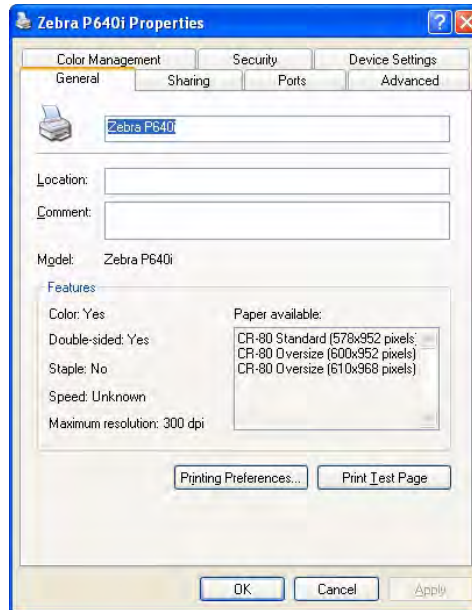 Zebra P640i Properties
Color Management Security Device Settings
General Sharing Ports Advanced
Zebra P640i
Location:
Comment:
Model: Zebra P640i
Features
Color: Yes
Paper available:
Double-sided: Yes
CR-80 Standard (578x952 pixels)
CR-80 Oversize (600x952 pixels)
Staple: No
CR-80 Oversize (610x968 pixels)
Speed: Unknown
Maximum resolution: 300 dpi
Printing Preferences... Print Test Page
OK Cancel Apply